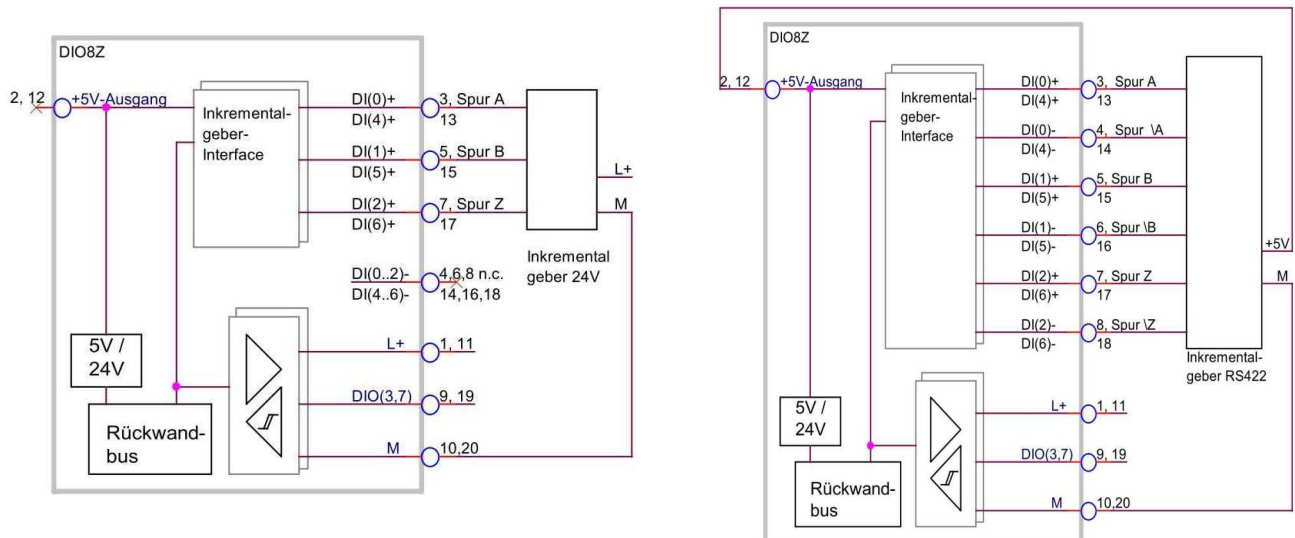 DIO8Z
2, 12
+5V-Ausgang
Inkremental-
geber-
Interface
DI(0)+
DI(4)+
3, Spur A
13
DI(1)+
DI(5)+
5, Spur B
15
DI(2)+
DI(6)+
7, Spur Z
17
L+
M
Inkremental
geber 24V
DI(0..2)-
DI(4..6)-
4,6,8 n.c.
14,16,18
5V /
24V
Rückwand-
bus
L+
1, 11
DIO(3,7)
9, 19
M
10,20
DIO8Z
2, 12
+5V-Ausgang
Inkremental-
geber-
Interface
DI(0)+
DI(4)+
3, Spur A
13
DI(0)-
DI(4)-
4, Spur \A
14
DI(1)+
DI(5)+
5, Spur B
15
DI(1)-
DI(5)-
6, Spur \B
16
DI(2)+
DI(6)+
7, Spur Z
17
DI(2)-
DI(6)-
8, Spur \Z
18
+5V
M
Inkremental-
geber RS422
5V /
24V
Rückwand-
bus
L+
1, 11
DIO(3,7)
9, 19
M
10,20